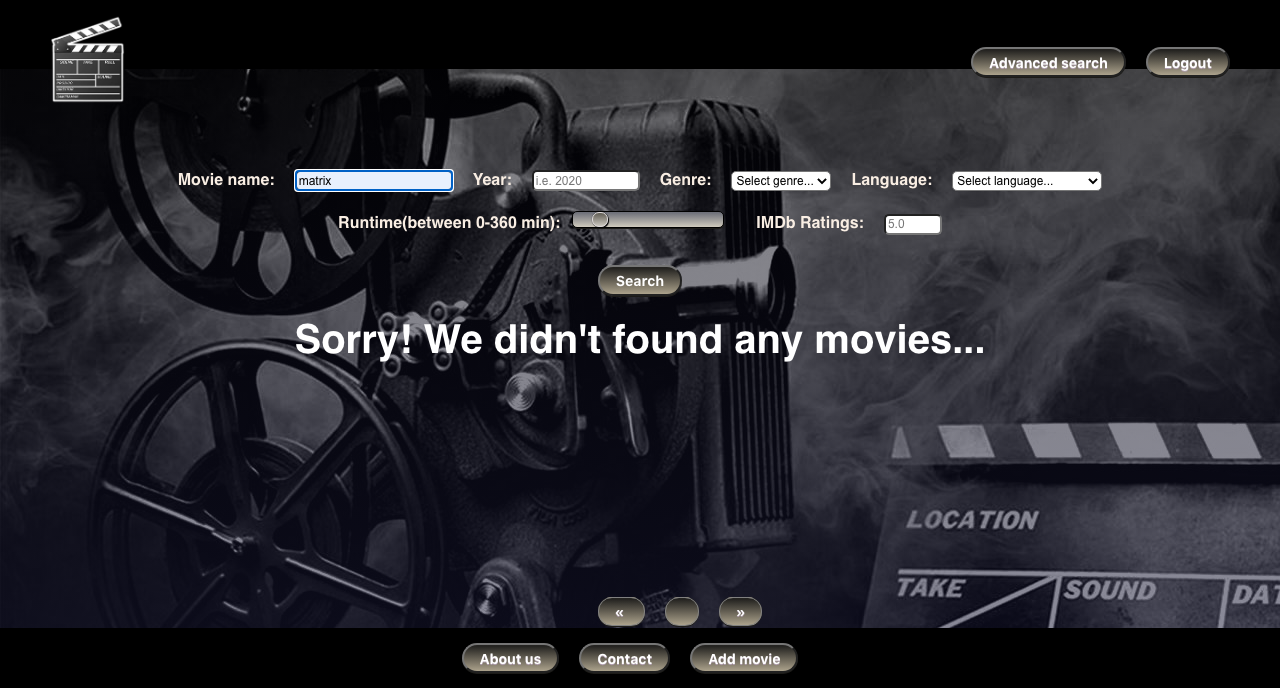 Advanced search Logout
Movie name: matrix Year: i.e. 2020 Genre: Select genre... Language: Select language...
Runtime(between 0-360 min): IMDb Ratings: 5.0
Search
Sorry! We didn't found any movies...
LOCATION
TAKE SOUND DAT
« »
About us Contact Add movie